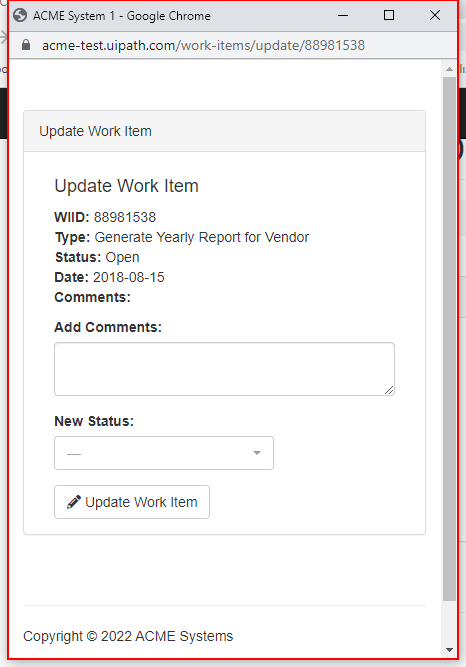 ACME System 1 - Google Chrome
acme-test.uipath.com/work-items/update/88981538
Update Work Item
Update Work Item
WIID: 88981538
Type: Generate Yearly Report for Vendor
Status: Open
Date: 2018-08-15
Comments:
Add Comments:
New Status:
---
Update Work Item
Copyright © 2022 ACME Systems